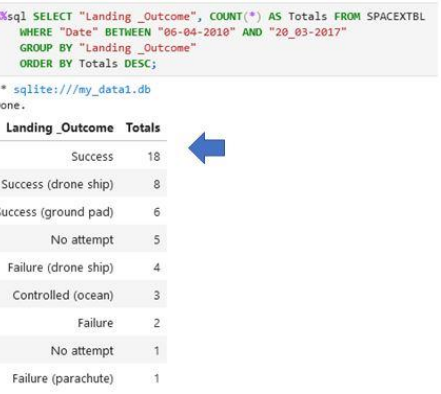 %sql SELECT "Landing _Outcome", COUNT(*) AS Totals FROM SPACEXTBL
WHERE "Date" BETWEEN "06-04-2010" AND "20_03-2017"
GROUP BY "Landing _Outcome"
ORDER BY Totals DESC;
* sqlite:///my_data1.db
one.
Landing _Outcome Totals
Success 18
Success (drone ship) 8
Success (ground pad) 6
No attempt 5
Failure (drone ship) 4
Controlled (ocean) 3
Failure 2
No attempt 1
Failure (parachute) 1